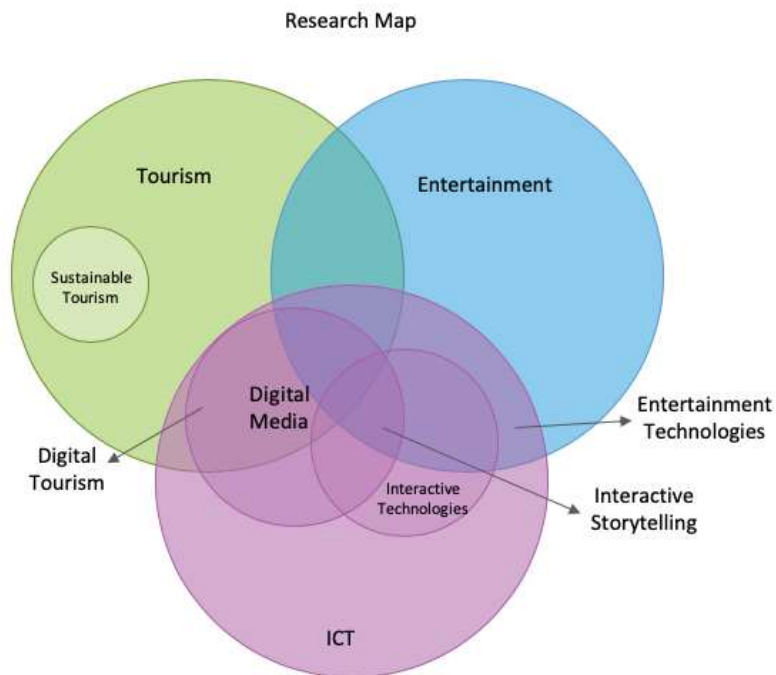 Research Map
Tourism
Entertainment
Sustainable
Tourism
Digital
Media
Entertainment
Technologies
Digital
Tourism
Interactive
Technologies
Interactive
Storytelling
ICT